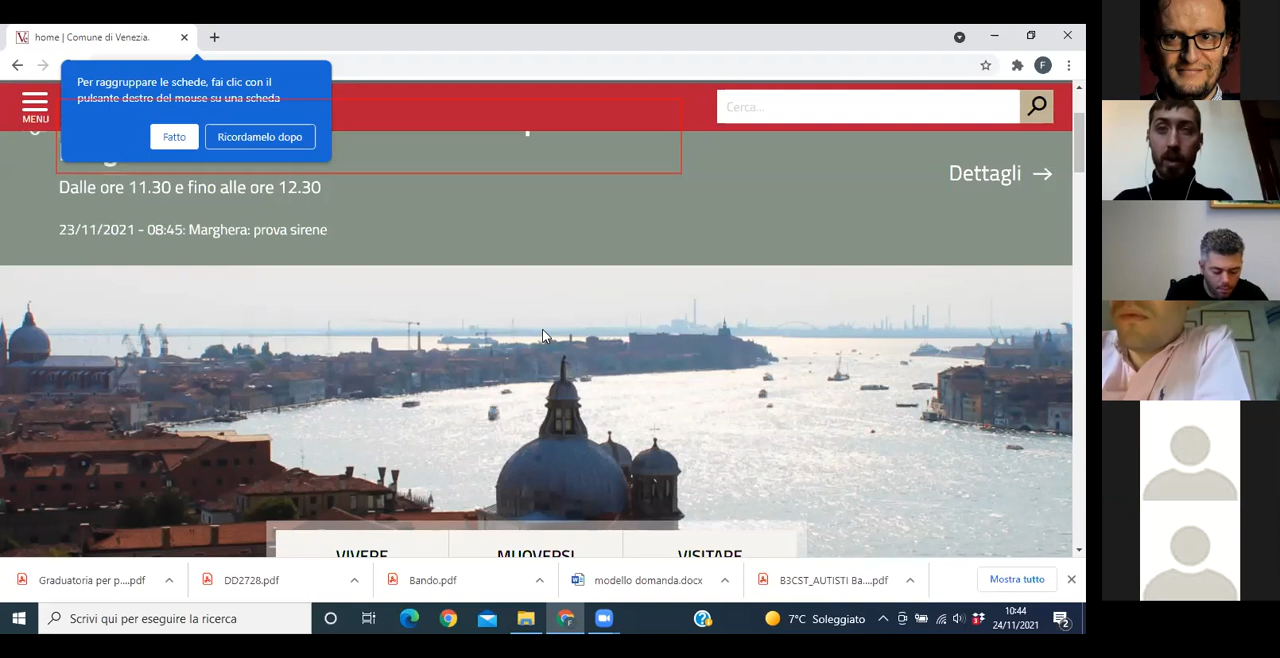 home | Comune di Venezia.
Per raggruppare le schede, fai clic con il
pulsante destro del mouse su una scheda
Fatto
Ricordamelo dopo
F
MENU
Cerca...
Dalle ore 11.30 e fino alle ore 12.30
Dettagli →
23/11/2021 - 08:45: Marghera: prova sirene
VIVERE
MUOVERSI
VISITARE
Graduatoria per p....pdf
DD2728.pdf
Bando.pdf
modello domanda.docx
B3CST_AUTISTI Ba....pdf
Mostra tutto
Scrivi qui per eseguire la ricerca
7°C Soleggiato
10:44
24/11/2021
2